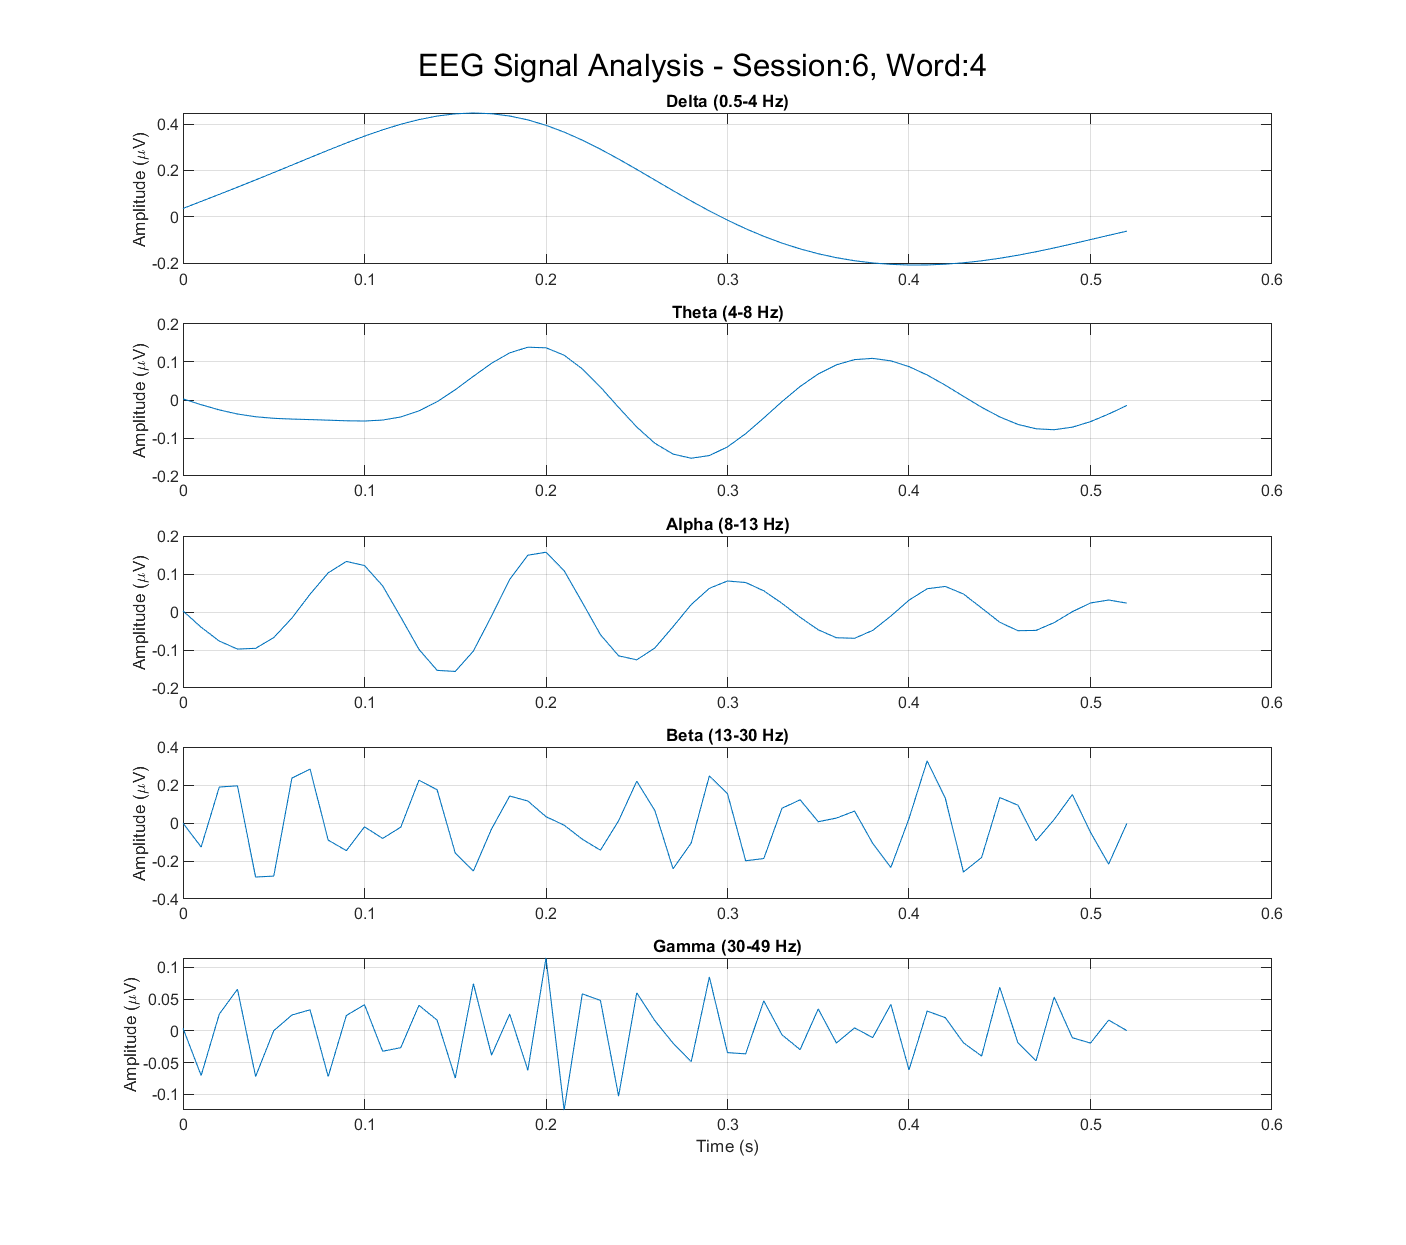 EEG Signal Analysis - Session:6, Word:4
Delta (0.5-4 Hz)
Amplitude (μV)
0.4
0.2
0
-0.2
0 0.1 0.2 0.3 0.4 0.5 0.6
Theta (4-8 Hz)
Amplitude (μV)
0.2
0.1
0
-0.1
-0.2
0 0.1 0.2 0.3 0.4 0.5 0.6
Alpha (8-13 Hz)
Amplitude (μV)
0.2
0.1
0
-0.1
-0.2
0 0.1 0.2 0.3 0.4 0.5 0.6
Beta (13-30 Hz)
Amplitude (μV)
0.4
0.2
0
-0.2
-0.4
0 0.1 0.2 0.3 0.4 0.5 0.6
Gamma (30-49 Hz)
Amplitude (μV)
0.1
0.05
0
-0.05
-0.1
0 0.1 0.2 0.3 0.4 0.5 0.6
Time (s)